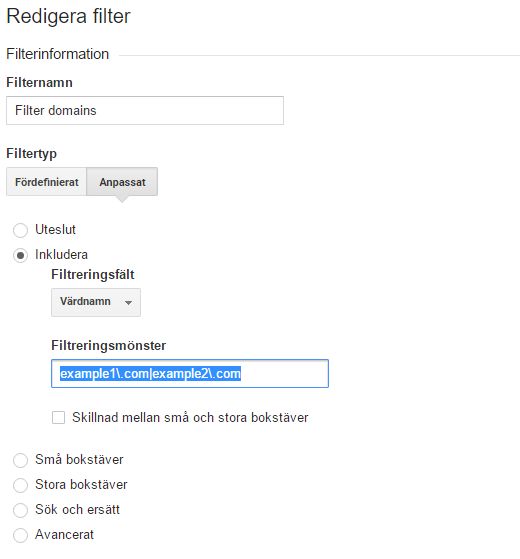 Redigera filter
Filterinformation
Filternamn
Filter domains
Filtertyp
Fördefinierat Anpassat
Uteslut
Inkludera
Filtreringsfält
Värdnamn
Filtreringsmönster
example1\.com|example2\.com
Skillnad mellan små och stora bokstäver
Små bokstäver
Stora bokstäver
Sök och ersätt
Avancerat